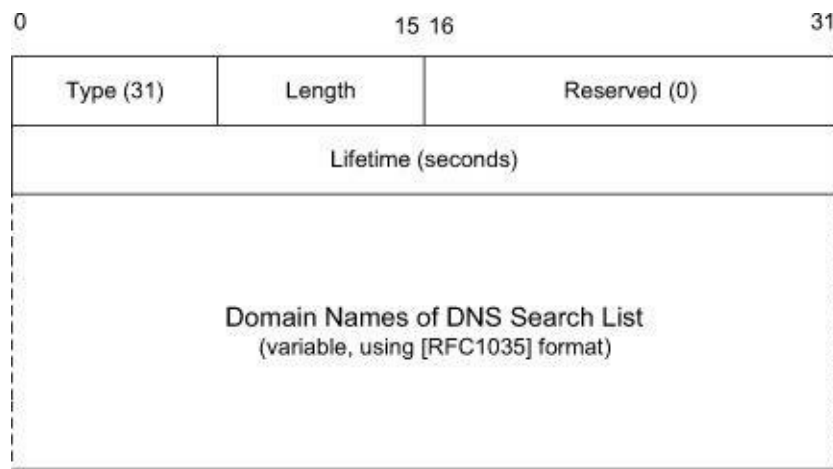 0 15 16 31
Type (31) Length Reserved (0)
Lifetime (seconds)
Domain Names of DNS Search List
(variable, using [RFC1035] format)